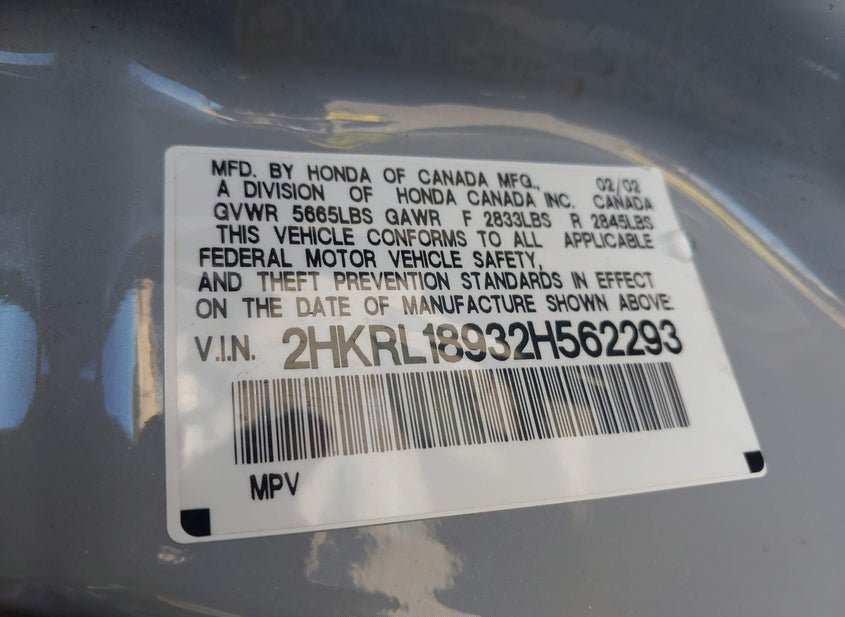 MFD. BY HONDA OF CANADA MFG., 02/02
A DIVISION OF HONDA CANADA INC. CANADA
GVWR 5665LBS GAWR F 2833LBS R 2845LBS
THIS VEHICLE CONFORMS TO ALL APPLICABLE
FEDERAL MOTOR VEHICLE SAFETY,
AND THEFT PREVENTION STANDARDS IN EFFECT
ON THE DATE OF MANUFACTURE SHOWN ABOVE.
V.I.N. 2HKRL18932H562293
MPV